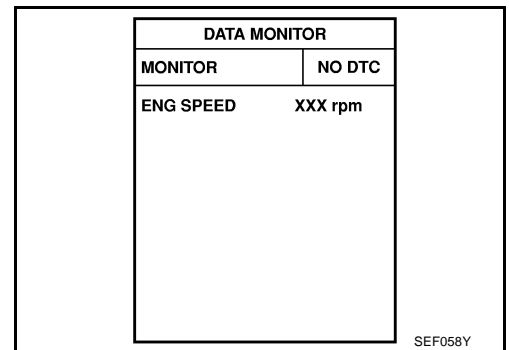 DATA MONITOR
MONITOR NO DTC
ENG SPEED XXX rpm
SEF058Y